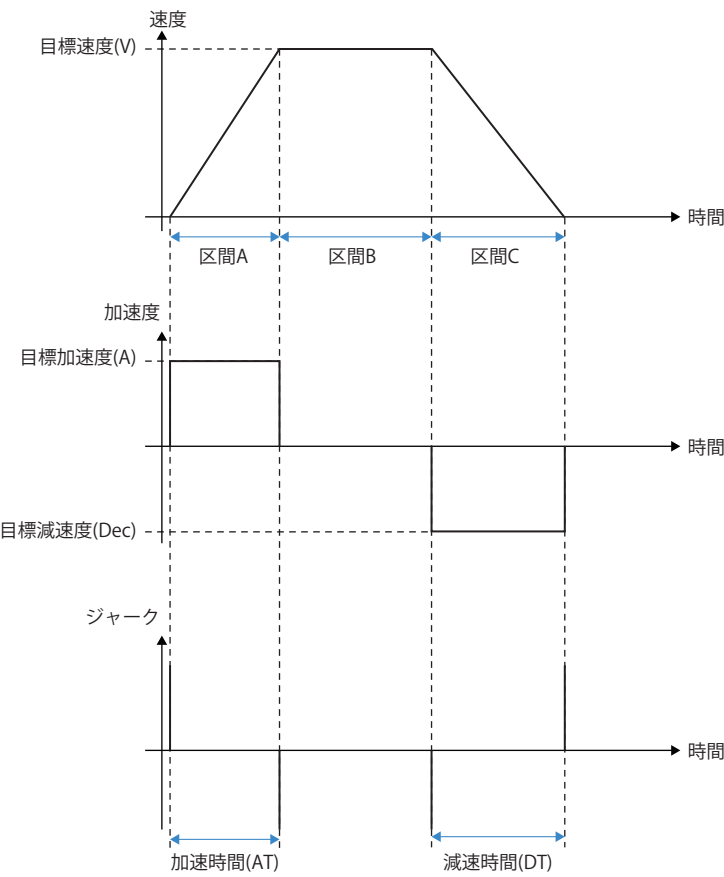 速度
目標速度(V)
時間
区間A
区間B
区間C
加速度
目標加速度(A)
時間
目標減速度(Dec)
ジャーク
時間
加速時間(AT)
減速時間(DT)